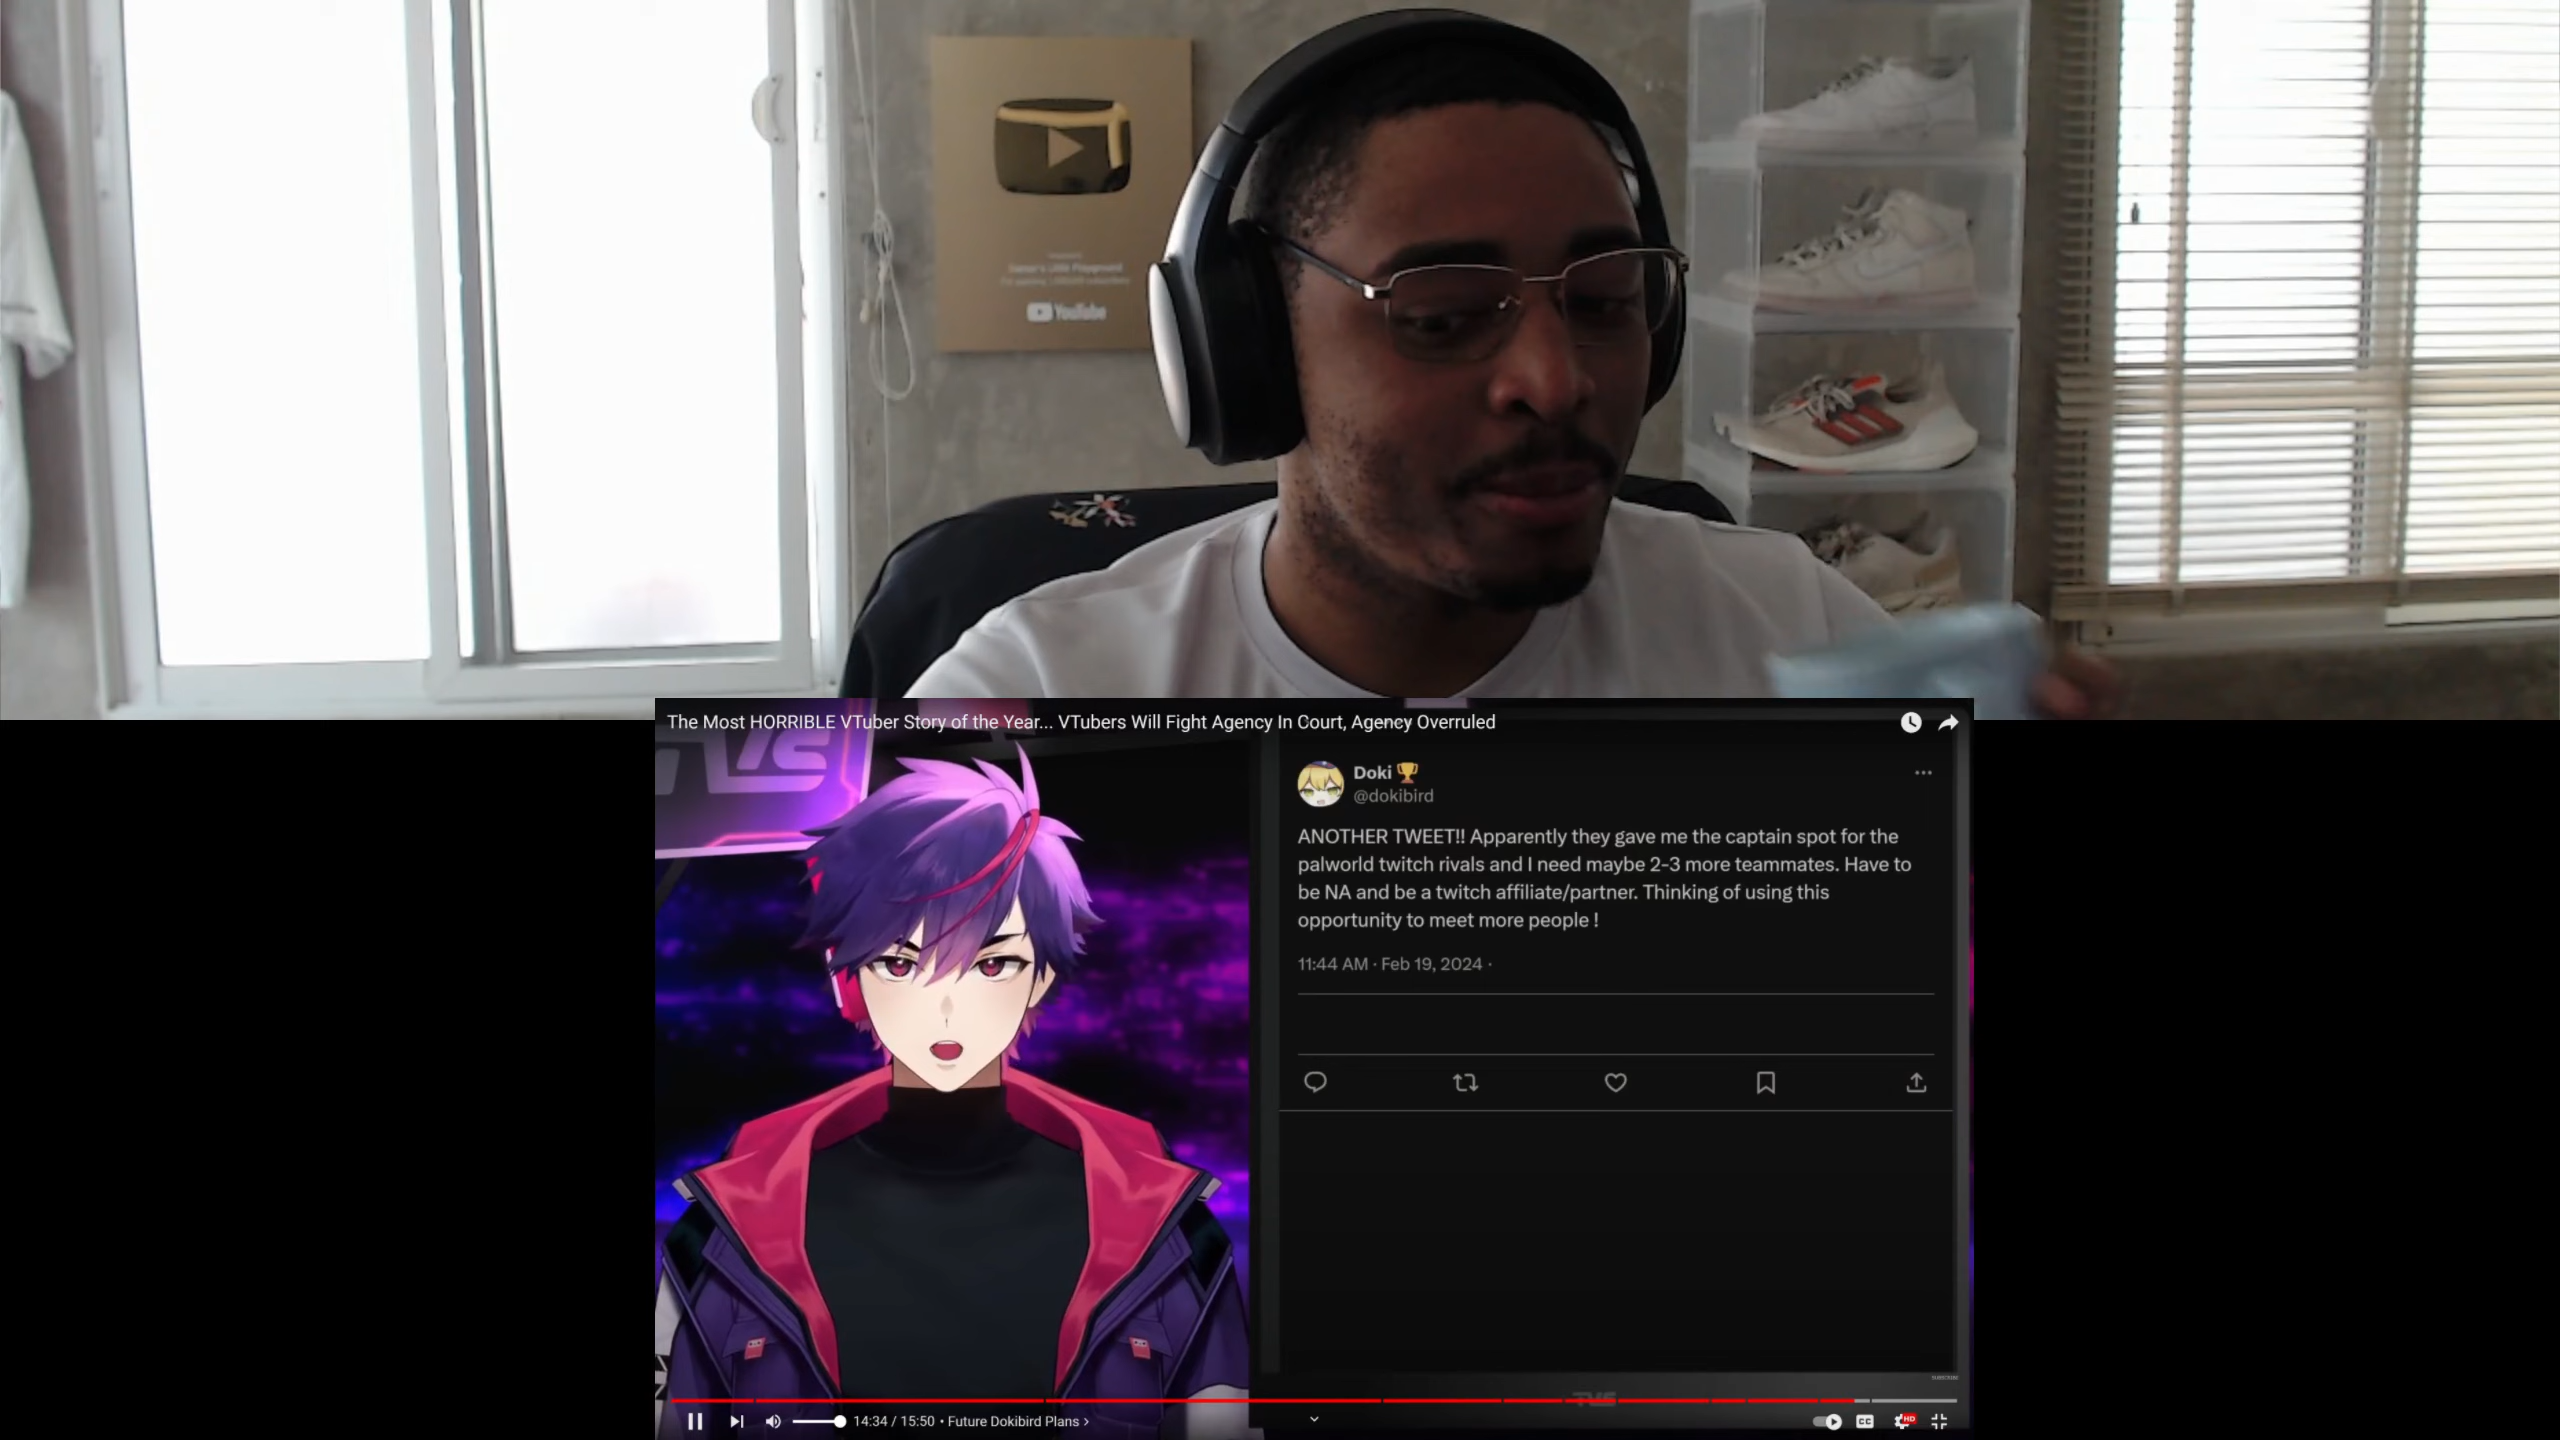 YouTube
The Most HORRIBLE VTuber Story of the Year... VTubers Will Fight Agency In Court, Agency Overruled
Doki 🏆
@dokibird
ANOTHER TWEET!! Apparently they gave me the captain spot for the
palworld twitch rivals and I need maybe 2-3 more teammates. Have to
be NA and be a twitch affiliate/partner. Thinking of using this
opportunity to meet more people !
11:44 AM · Feb 19, 2024 ·
14:34 / 15:50 • Future Dokibird Plans >
CC
HD